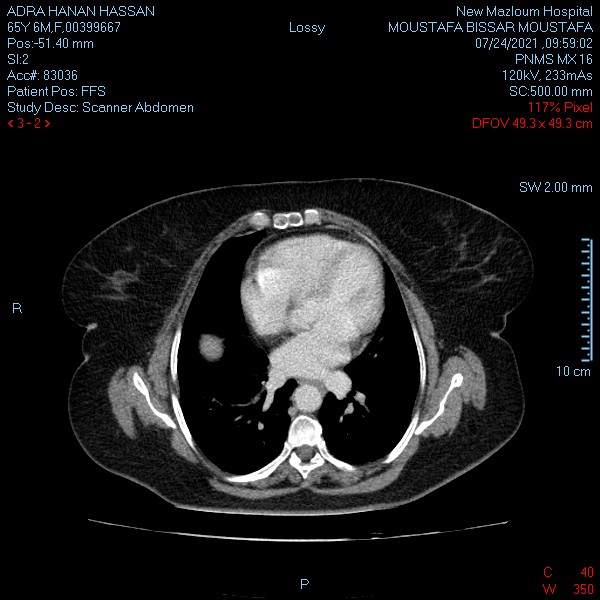 ADRA HANAN HASSAN
65Y 6M,F,00399667
Pos:-51.40 mm
SI:2
Acc#: 83036
Patient Pos: FFS
Study Desc: Scanner Abdomen
< 3 - 2 >
Lossy
New Mazloum Hospital
MOUSTAFA BISSAR MOUSTAFA
07/24/2021 ,09:59:02
PNMS MX 16
120kV, 233mAs
SC:500.00 mm
117% Pixel
DFOV 49.3 x 49.3 cm
SW 2.00 mm
R
10 cm
P
C 40
W 350